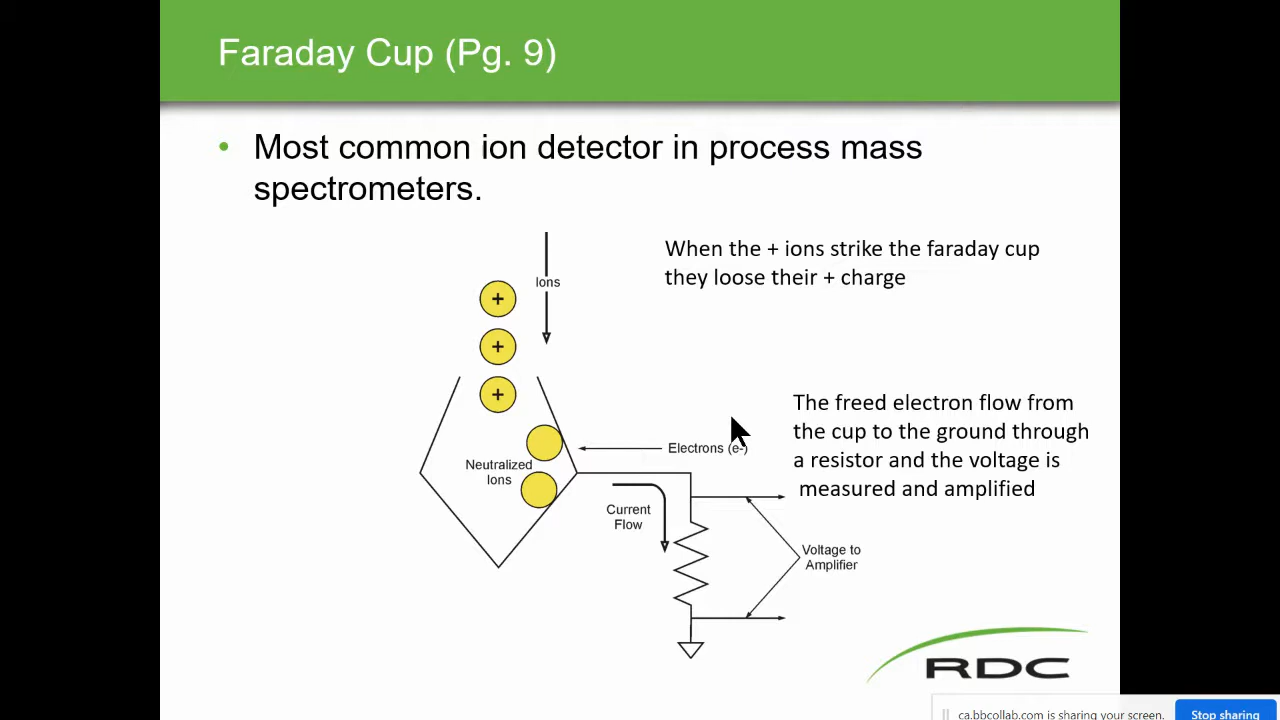 Faraday Cup (Pg. 9)
• Most common ion detector in process mass
spectrometers.
When the + ions strike the faraday cup
they loose their + charge
Ions
+
+
+
The freed electron flow from
the cup to the ground through
a resistor and the voltage is
measured and amplified
Electrons (e-)
Neutralized
Ions
Current
Flow
Voltage to
Amplifier
RDC
ca.bbcollab.com is sharing your screen.
Stop sharing